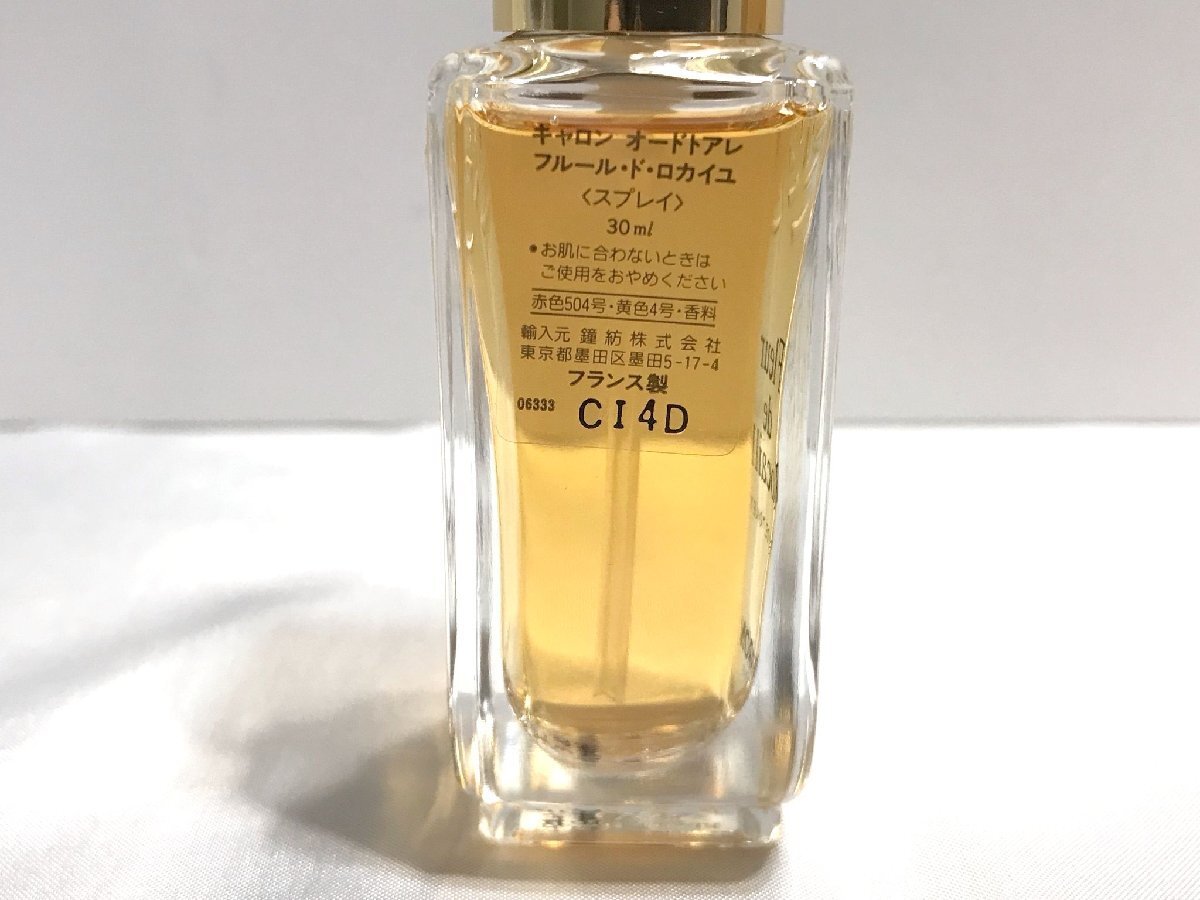 キャロン オードトアレ
フルール・ド・ロカイユ
〈スプレイ〉
30ml
•お肌に合わないときは
ご使用をおやめください
赤色504号・黄色4号・香料
輸入元 鐘紡株式会社
東京都墨田区墨田5-17-4
フランス製
06333 CI4D
Fleur
de